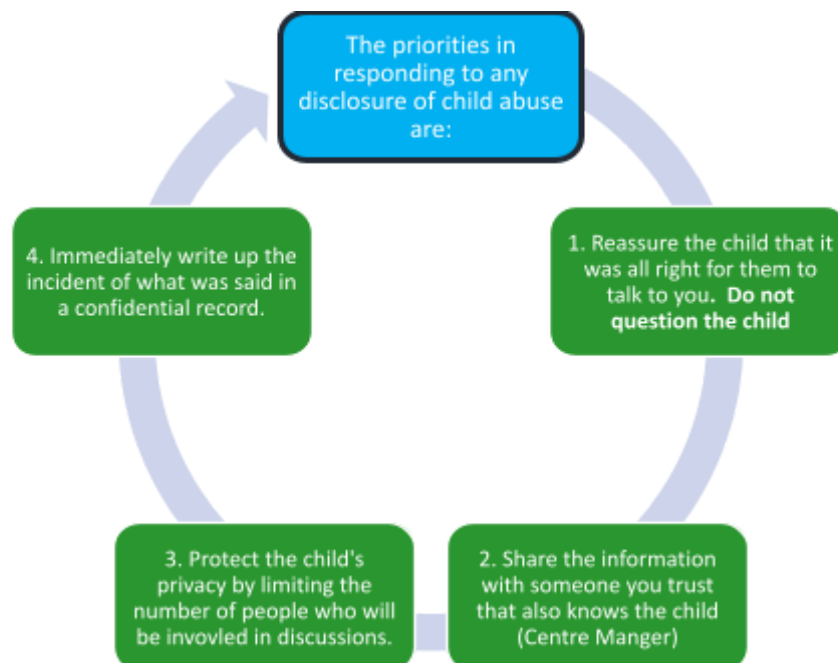 The priorities in
responding to any
disclosure of child abuse
are:
1. Reassure the child that it
was all right for them to
talk to you.  Do not
question the child
2. Share the information
with someone you trust
that also knows the child
(Centre Manger)
3. Protect the child's
privacy by limiting the
number of people who will
be invovled in discussions.
4. Immediately write up the
incident of what was said in
a confidential record.